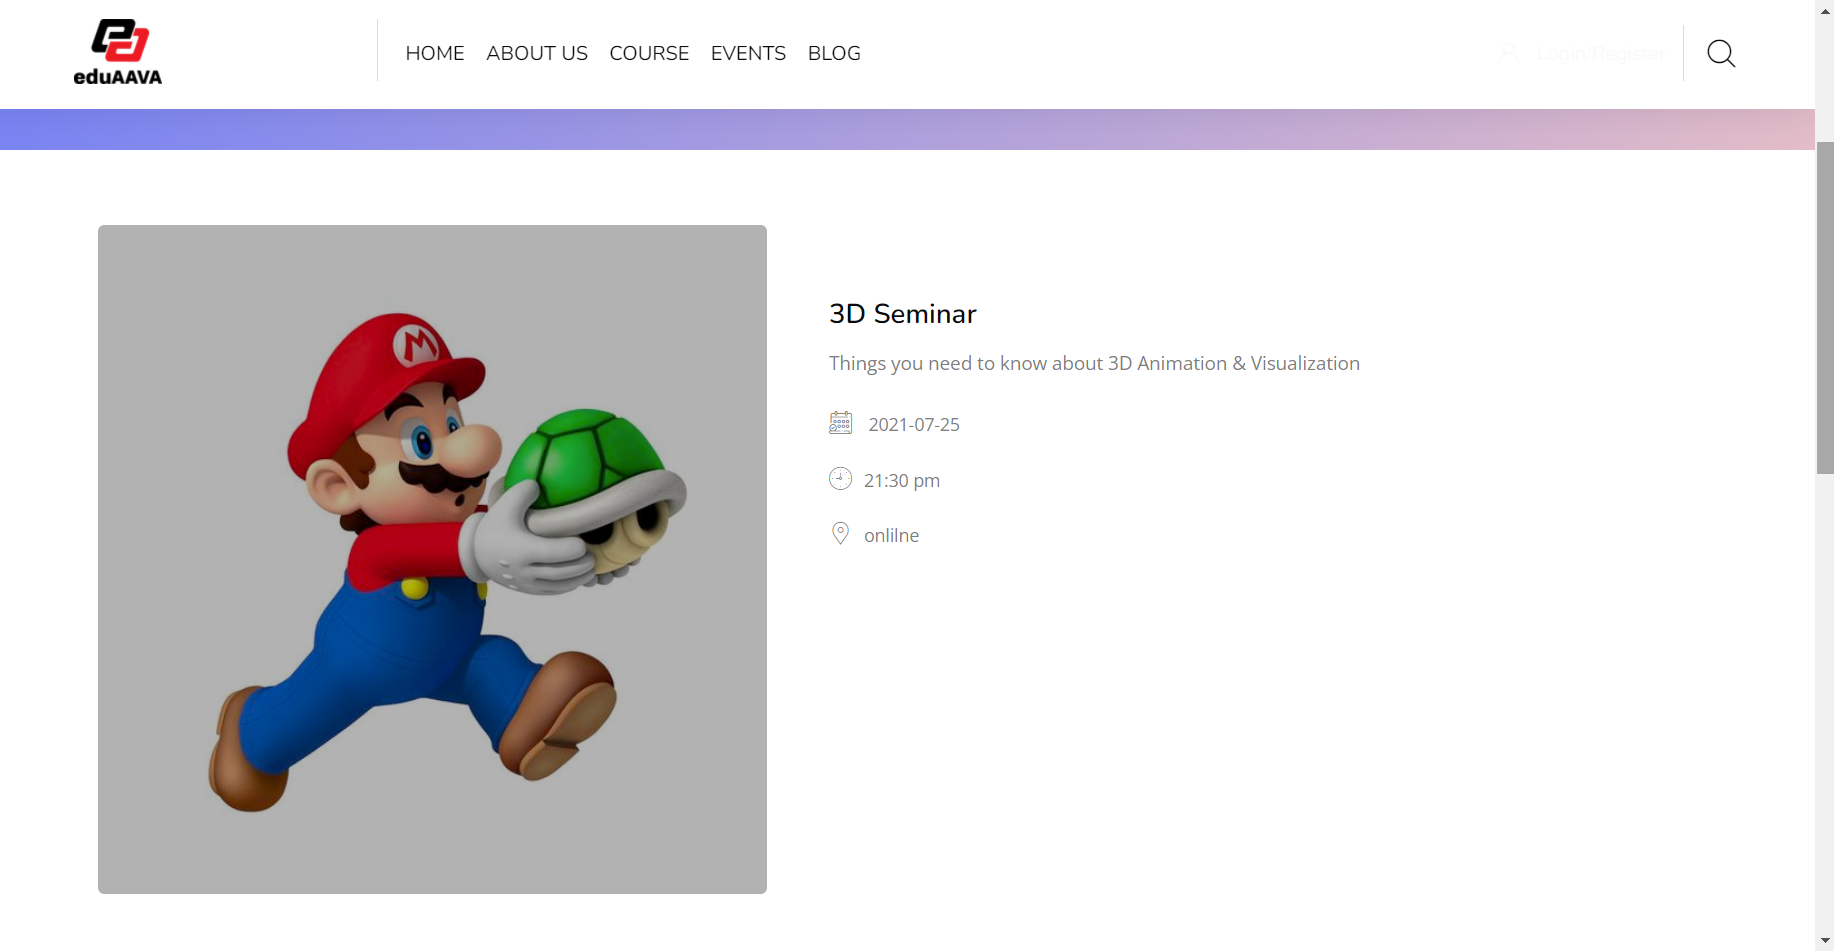 eduAAVA
HOME ABOUT US COURSE EVENTS BLOG Login/Register
M
3D Seminar
Things you need to know about 3D Animation & Visualization
2021-07-25
21:30 pm
onlilne